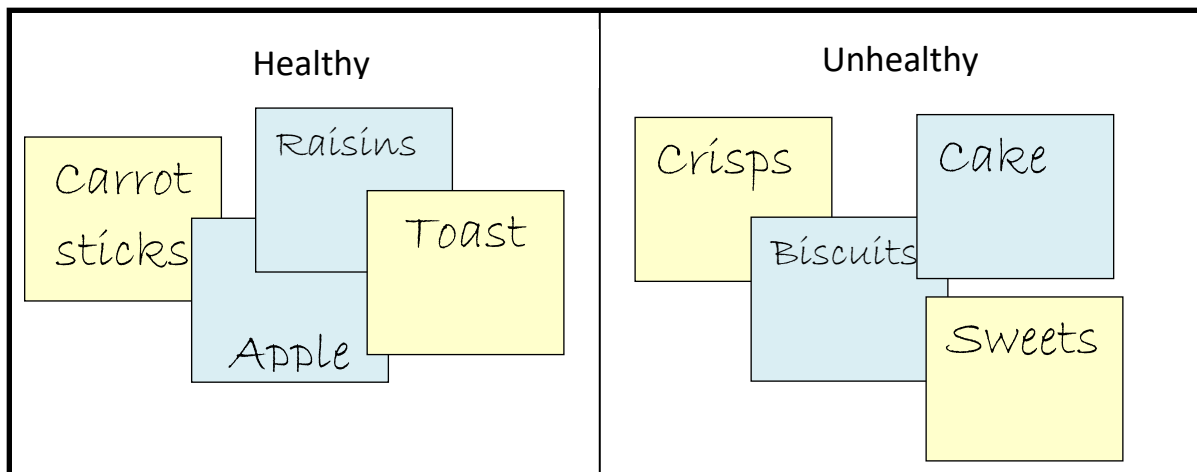 Healthy
Carrot
sticks
Raisins
Toast
Apple
Unhealthy
Crisps
Cake
Biscuits
Sweets